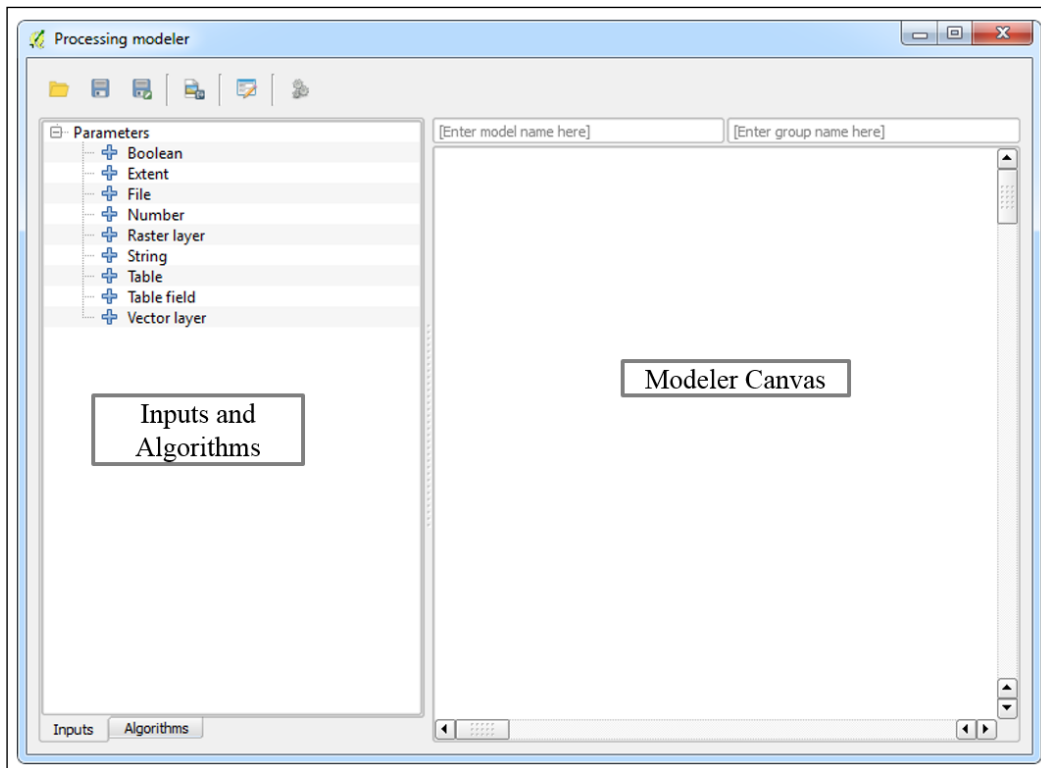 Processing modeler
Parameters
Boolean
Extent
File
Number
Raster layer
String
Table
Table field
Vector layer
Inputs and
Algorithms
Inputs
Algorithms
[Enter model name here]
[Enter group name here]
Modeler Canvas